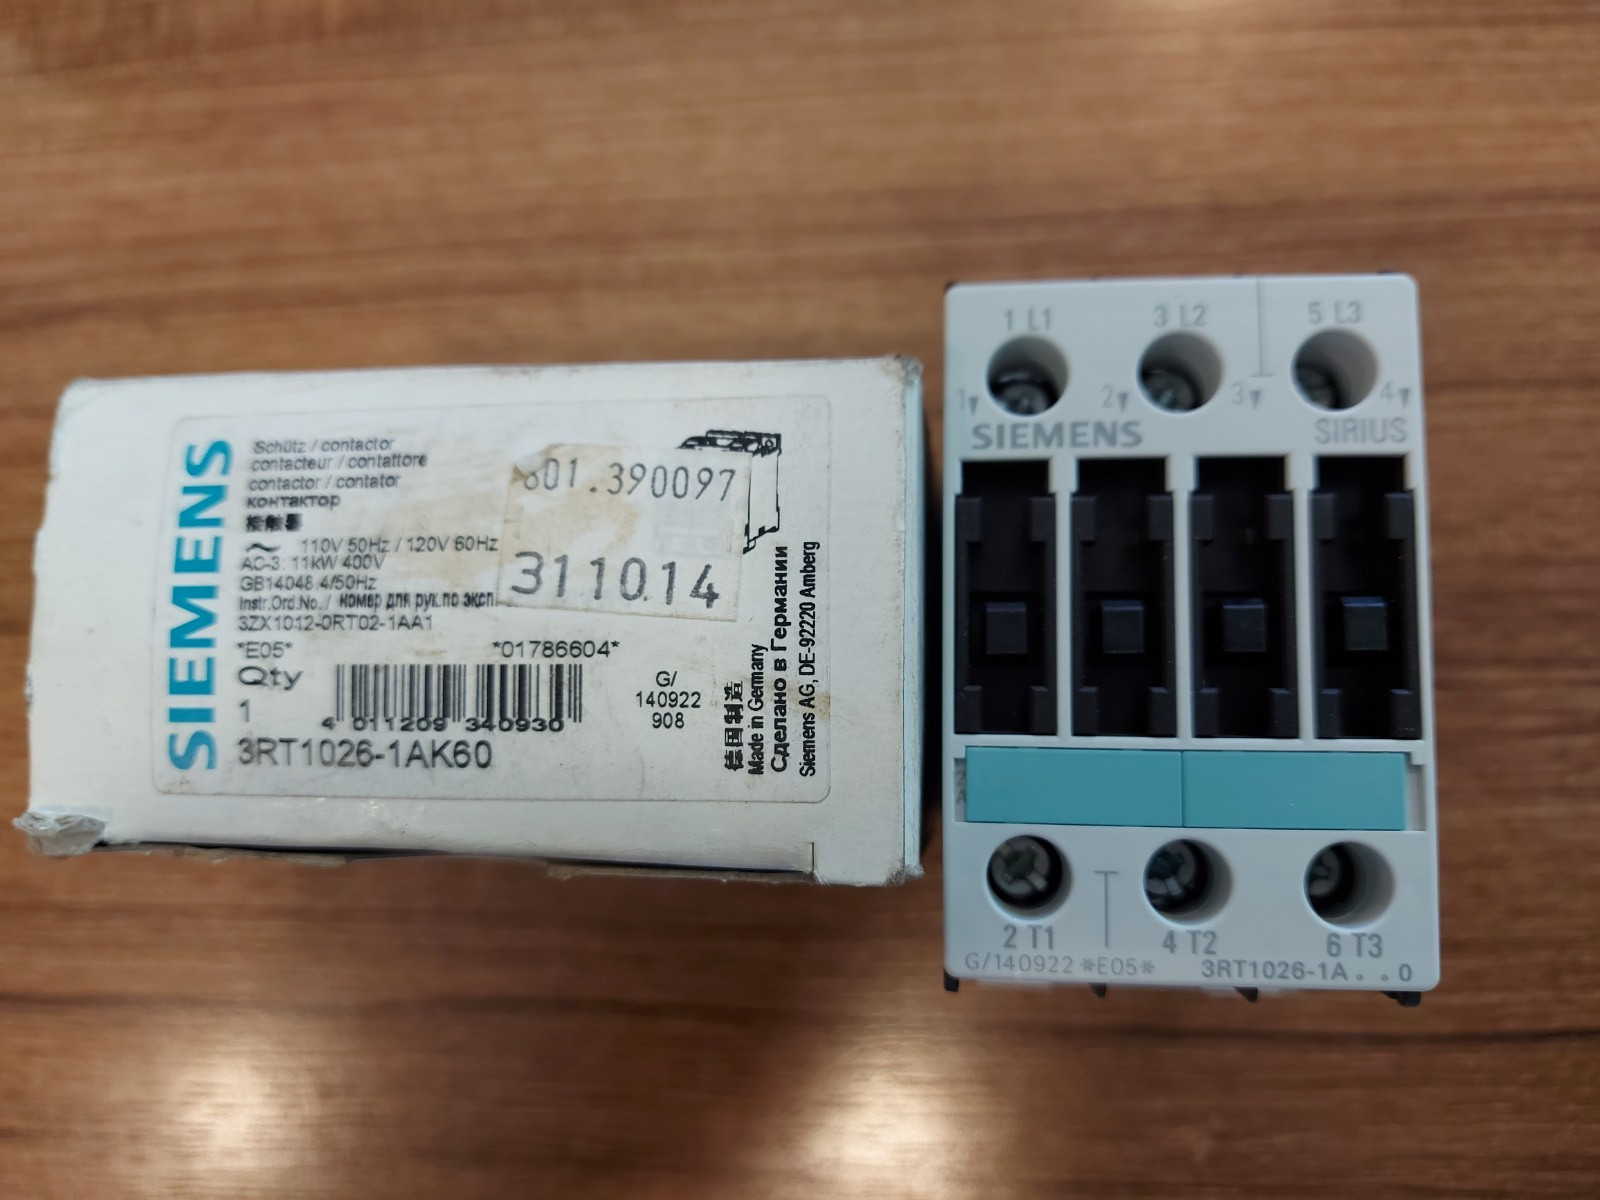 SIEMENS
Schütz / contactor
contacteur / contattore
contactor / contator
контактор
接触器
110V 50Hz / 120V 60Hz
AC-3: 11kW 400V
GB14048.4/50Hz
Instr.Ord.No. / номер для рук.по эксп.
3ZX1012-0RT02-1AA1
*E05* *01786604*
Qty
1
4 011209 340930
3RT1026-1AK60
601.390097
311014
G/
140922
908
德国制造
Made in Germany
Сделано в Германии
Siemens AG, DE-92220 Amberg
1 L1 3 L2 5 L3
1 2 3 4
SIEMENS SIRIUS
2 T1 4 T2 6 T3
G/140922 *E05* 3RT1026-1A..0